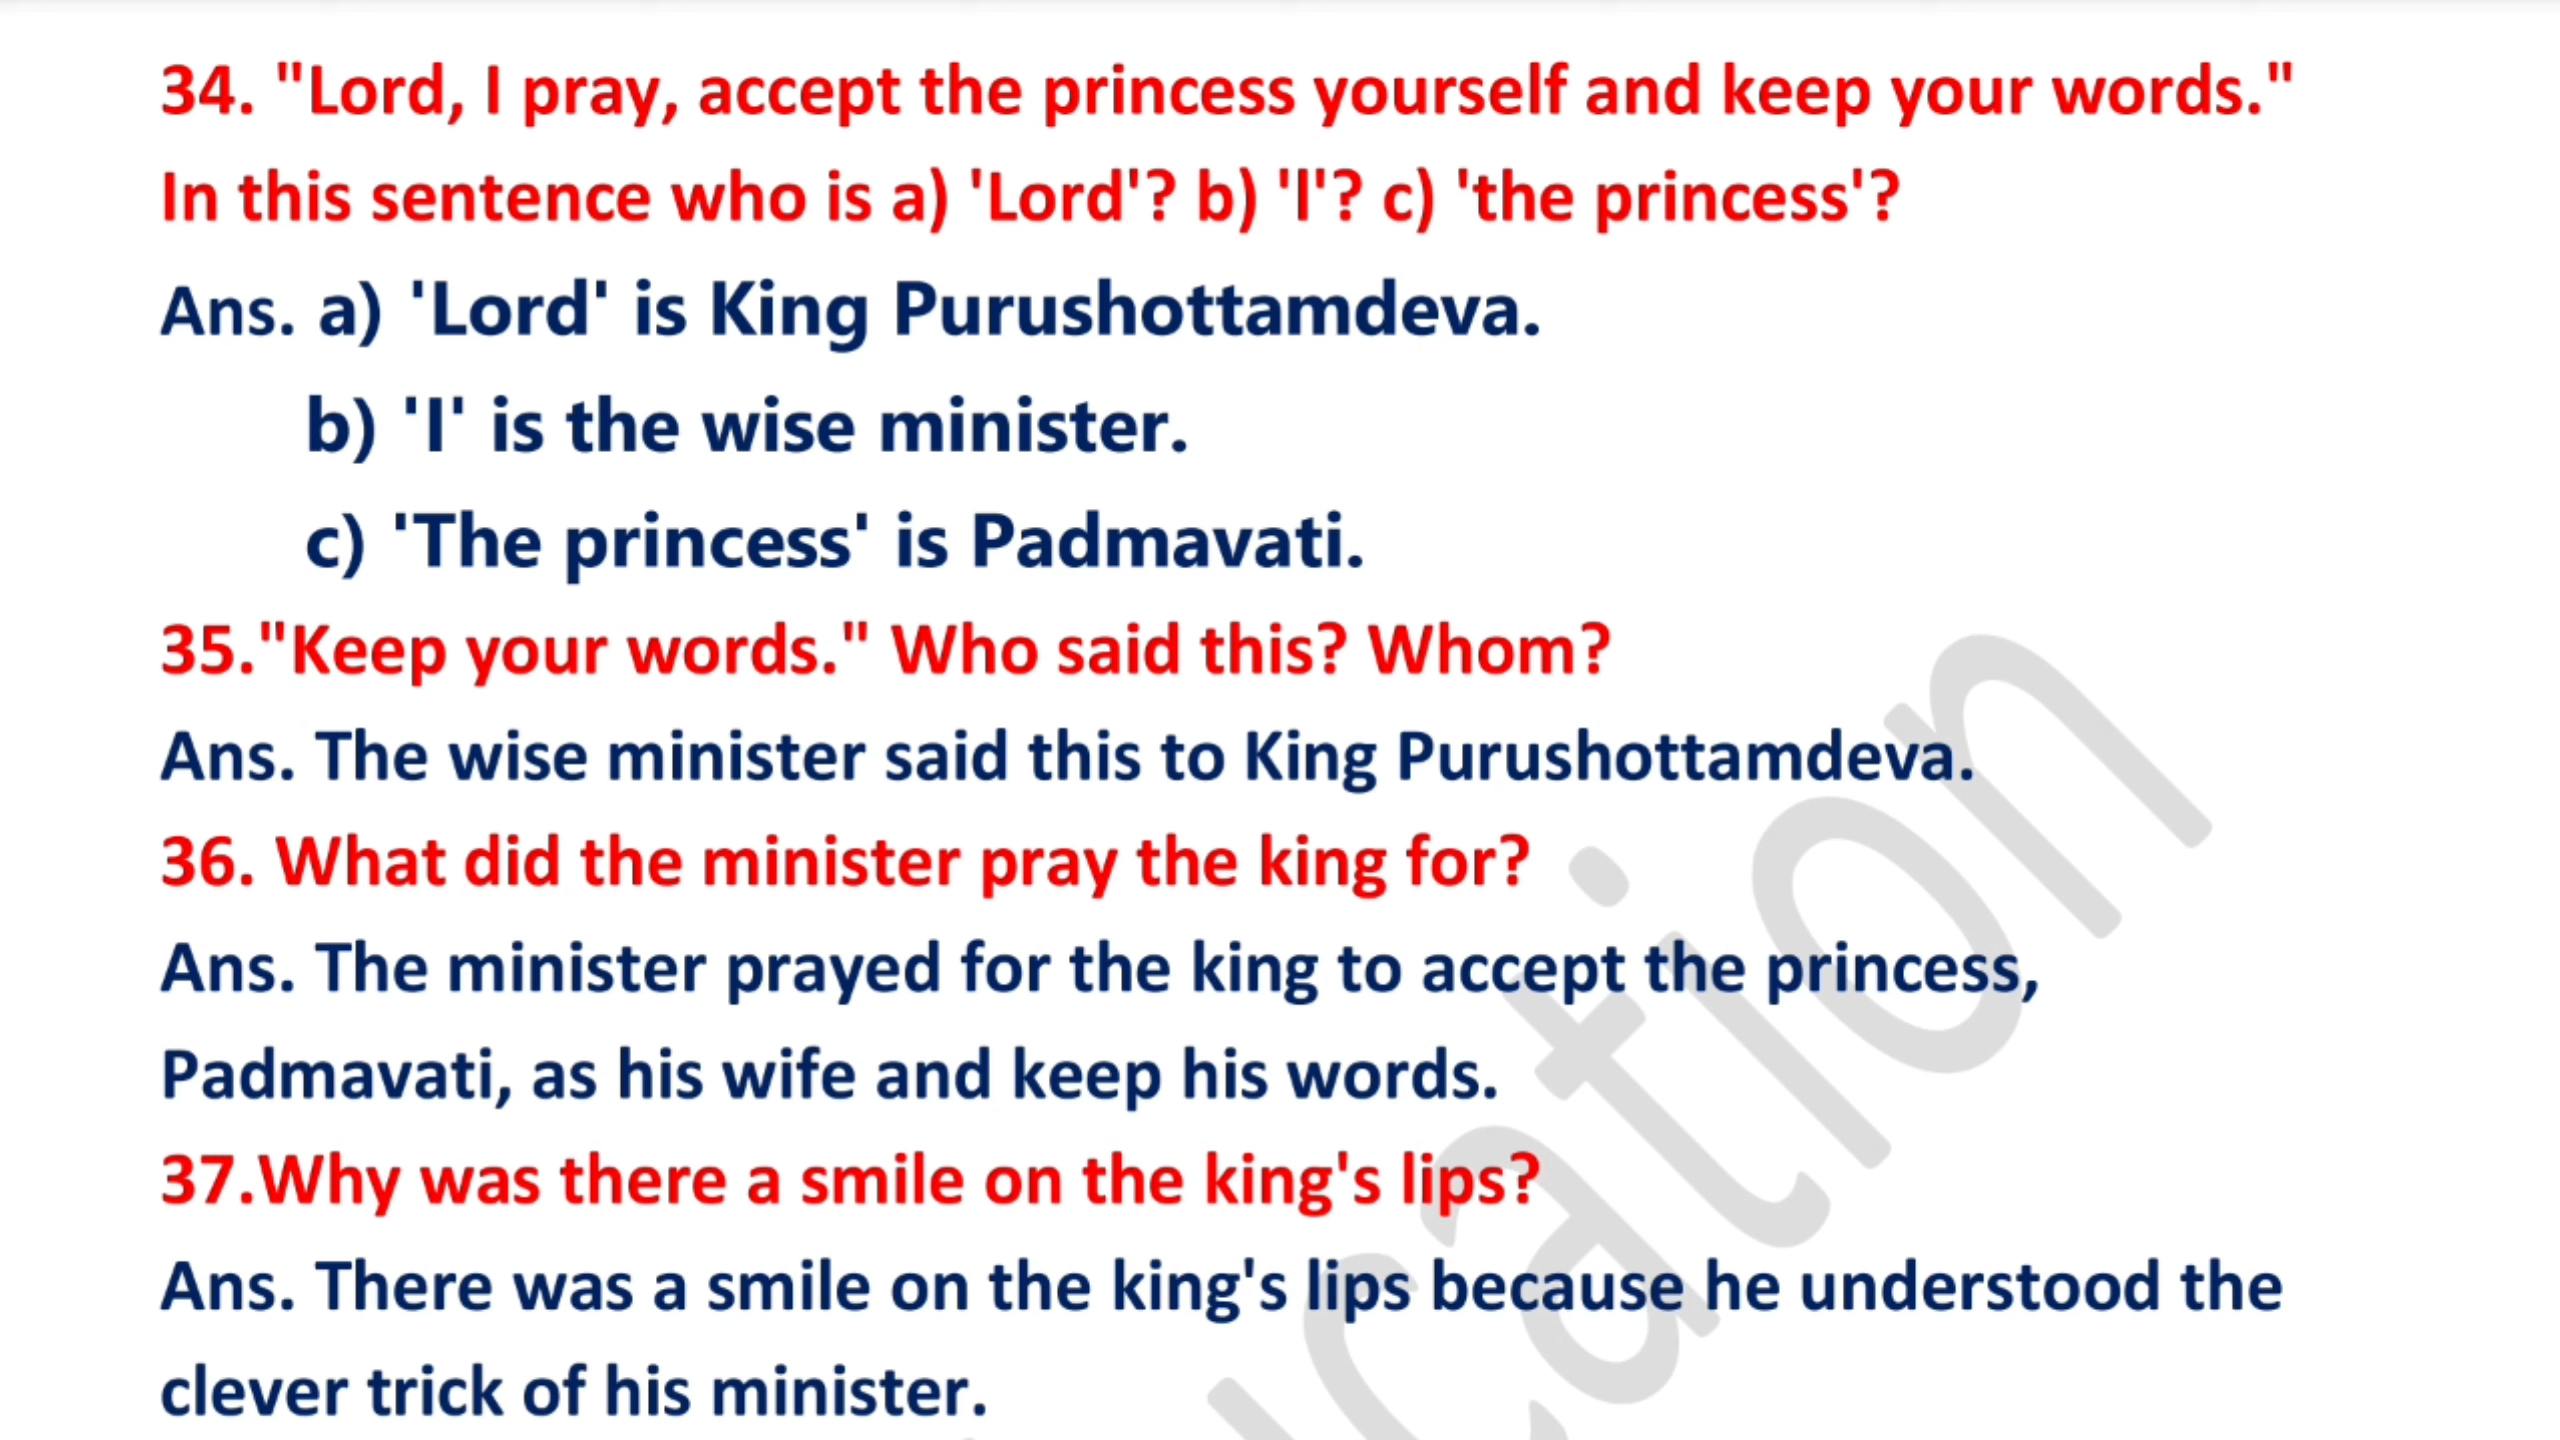 34. "Lord, I pray, accept the princess yourself and keep your words."
In this sentence who is a) 'Lord'? b) 'I'? c) 'the princess'?
Ans. a) 'Lord' is King Purushottamdeva.
b) 'I' is the wise minister.
c) 'The princess' is Padmavati.
35."Keep your words." Who said this? Whom?
Ans. The wise minister said this to King Purushottamdeva.
36. What did the minister pray the king for?
Ans. The minister prayed for the king to accept the princess,
Padmavati, as his wife and keep his words.
37.Why was there a smile on the king's lips?
Ans. There was a smile on the king's lips because he understood the
clever trick of his minister.